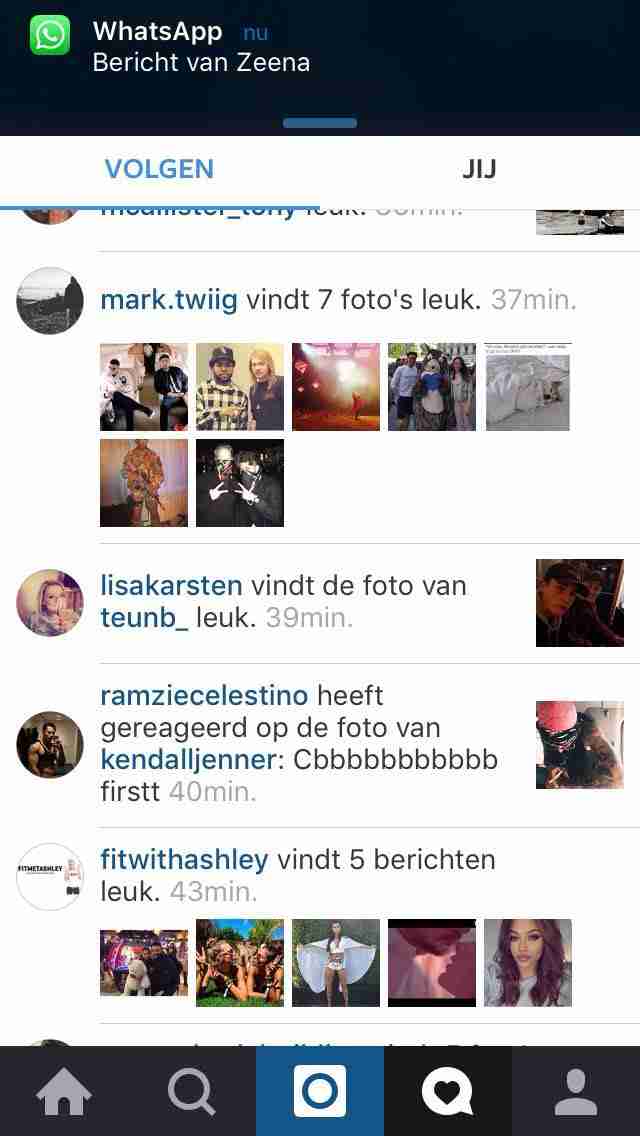 WhatsApp nu
Bericht van Zeena
VOLGEN JIJ
mcallister_tony leuk.
mark.twiig vindt 7 foto's leuk. 37min.
lisakarsten vindt de foto van
teunb_ leuk. 39min.
ramziecelestino heeft
gereageerd op de foto van
kendalljenner: Cbbbbbbbbbbb
firstt 40min.
FITMETASHLEY
fitwithashley vindt 5 berichten
leuk. 43min.